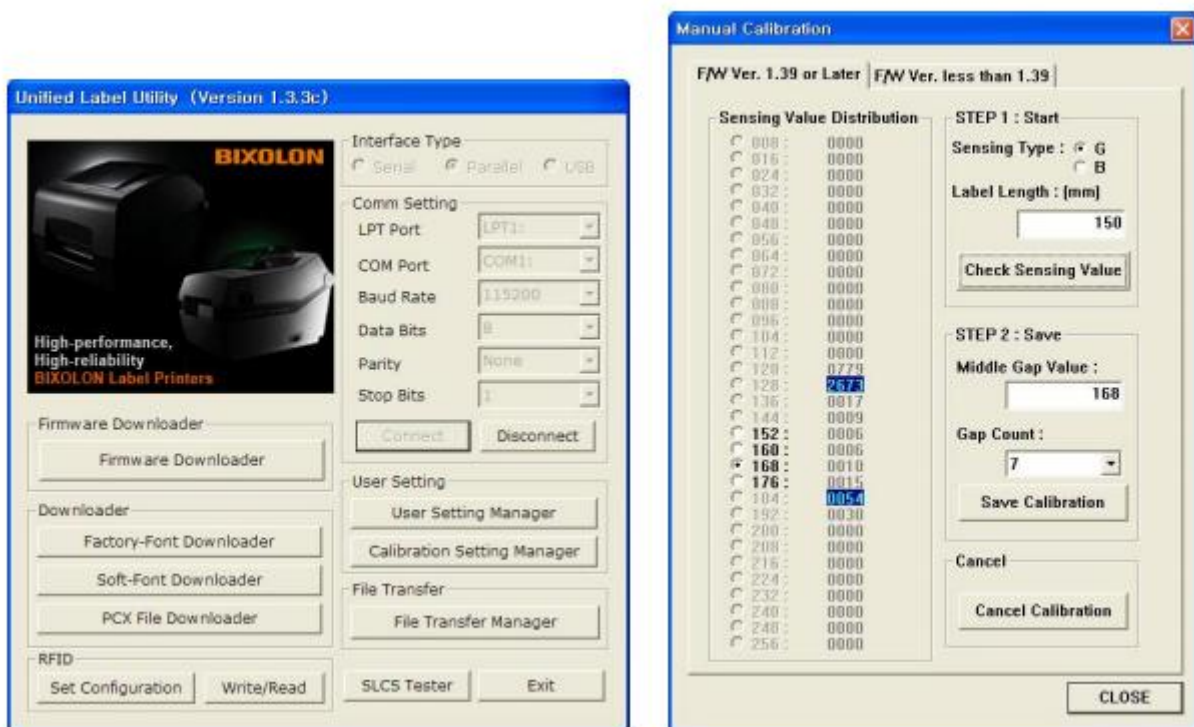 Unified Label Utility (Version 1.3.3c)
BIXOLON
High-performance,
High-reliability
BIXOLON Label Printers
Firmware Downloader
Firmware Downloader
Downloader
Factory-Font Downloader
Soft-Font Downloader
PCX File Downloader
RFID
Set Configuration Write/Read
Interface Type
Serial Parallel USB
Comm Setting
LPT Port LPT1:
COM Port COM1:
Baud Rate 115200
Data Bits 8
Parity None
Stop Bits 1
Connect Disconnect
User Setting
User Setting Manager
Calibration Setting Manager
File Transfer
File Transfer Manager
SLCS Tester Exit
Manual Calibration
F/W Ver. 1.39 or Later F/W Ver. less than 1.39
Sensing Value Distribution
008 : 0000
016 : 0000
024 : 0000
032 : 0000
040 : 0000
048 : 0000
056 : 0000
064 : 0000
072 : 0000
080 : 0000
088 : 0000
096 : 0000
104 : 0000
112 : 0000
120 : 0779
128 : 2673
136 : 0017
144 : 0009
152 : 0006
160 : 0006
168 : 0010
176 : 0015
184 : 0054
192 : 0030
200 : 0000
208 : 0000
216 : 0000
224 : 0000
232 : 0000
240 : 0000
248 : 0000
256 : 0000
STEP 1 : Start
Sensing Type : G
B
Label Length : (mm)
150
Check Sensing Value
STEP 2 : Save
Middle Gap Value :
168
Gap Count :
7
Save Calibration
Cancel
Cancel Calibration
CLOSE